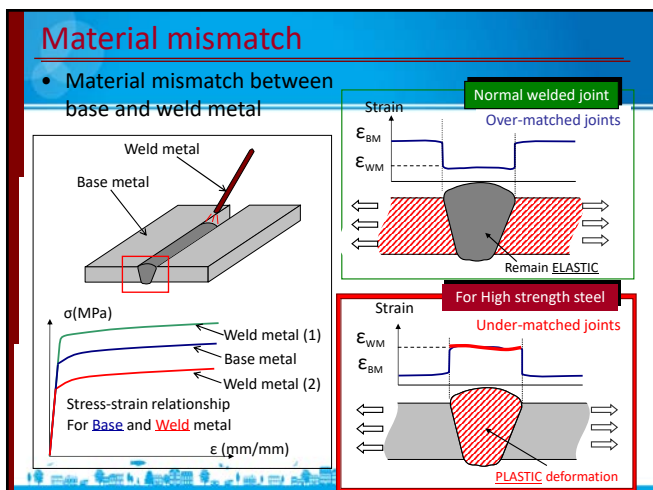 Material mismatch
• Material mismatch between
base and weld metal
Weld metal
Base metal
σ(MPa)
Weld metal (1)
Base metal
Weld metal (2)
Stress-strain relationship
For Base and Weld metal
ε (mm/mm)
Normal welded joint
Strain
Over-matched joints
εBM
εWM
Remain ELASTIC
For High strength steel
Strain
Under-matched joints
εWM
εBM
PLASTIC deformation